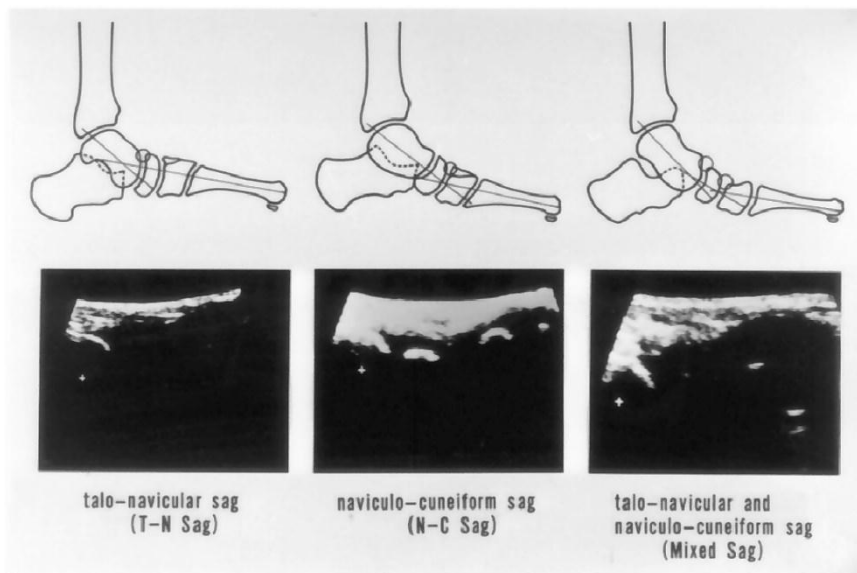 talo-navicular sag
(T-N Sag)
naviculo-cuneiform sag
(N-C Sag)
talo-navicular and
naviculo-cuneiform sag
(Mixed Sag)